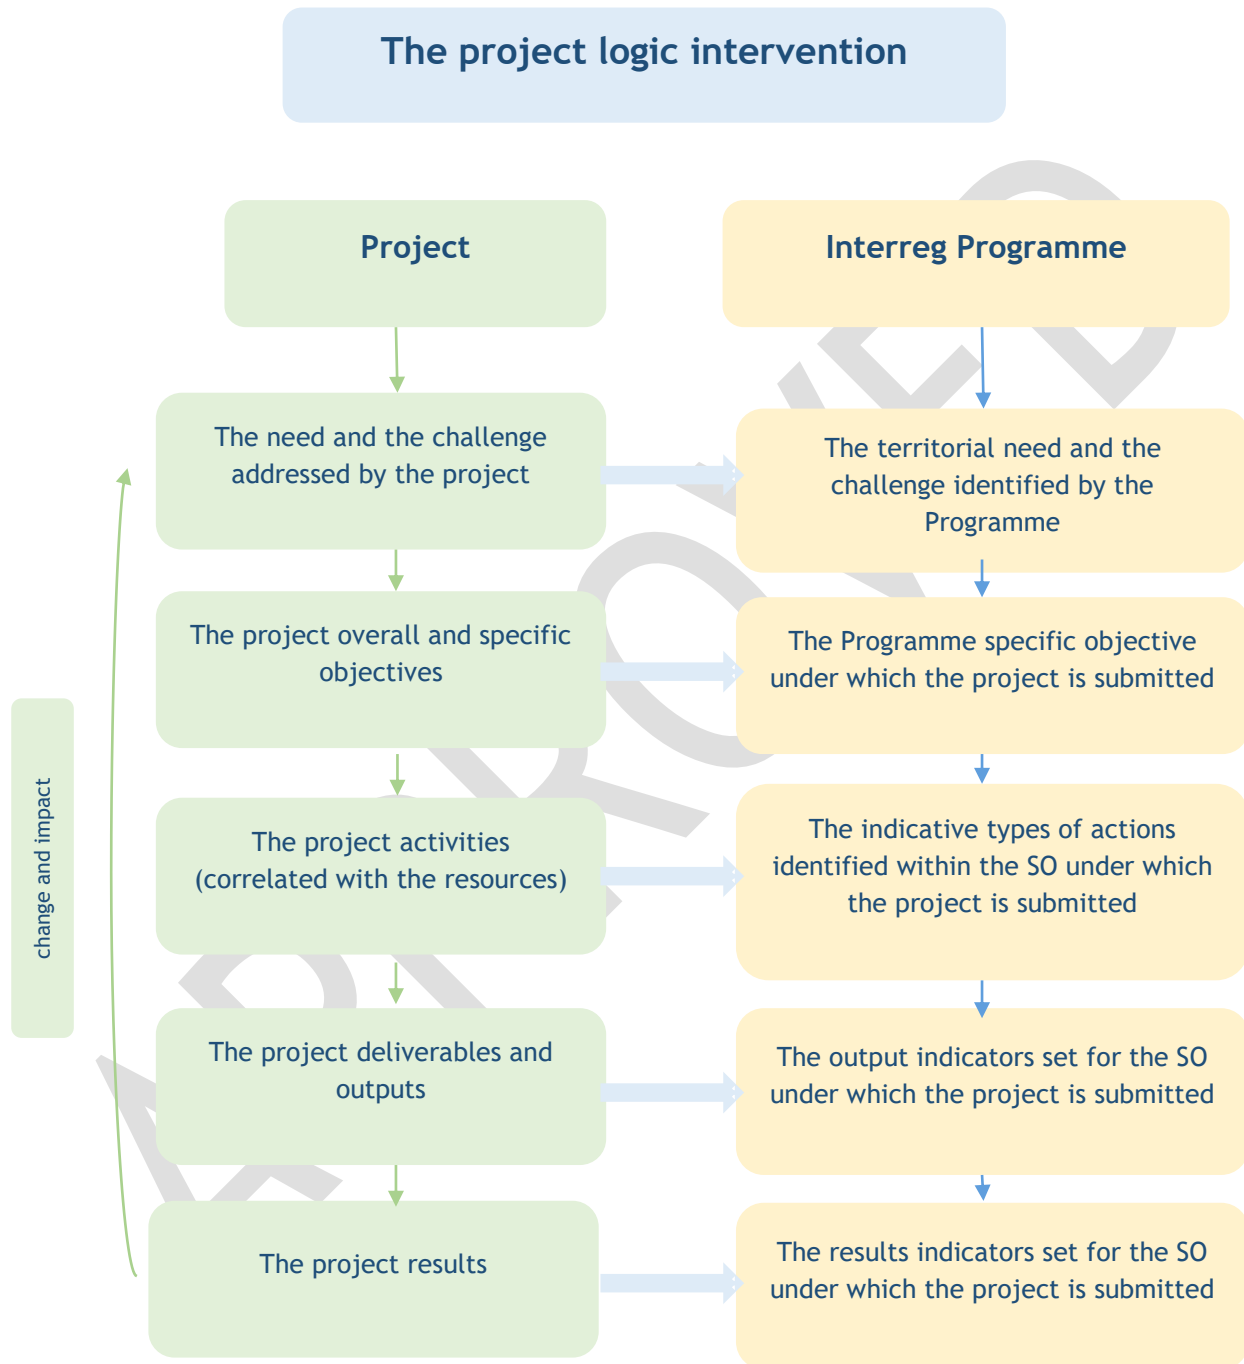 The project logic intervention
Project
Interreg Programme
The need and the challenge
addressed by the project
The territorial need and the
challenge identified by the
Programme
The project overall and specific
objectives
The Programme specific objective
under which the project is submitted
change and impact
The project activities
(correlated with the resources)
The indicative types of actions
identified within the SO under which
the project is submitted
The project deliverables and
outputs
The output indicators set for the SO
under which the project is submitted
The project results
The results indicators set for the SO
under which the project is submitted
APPROVED